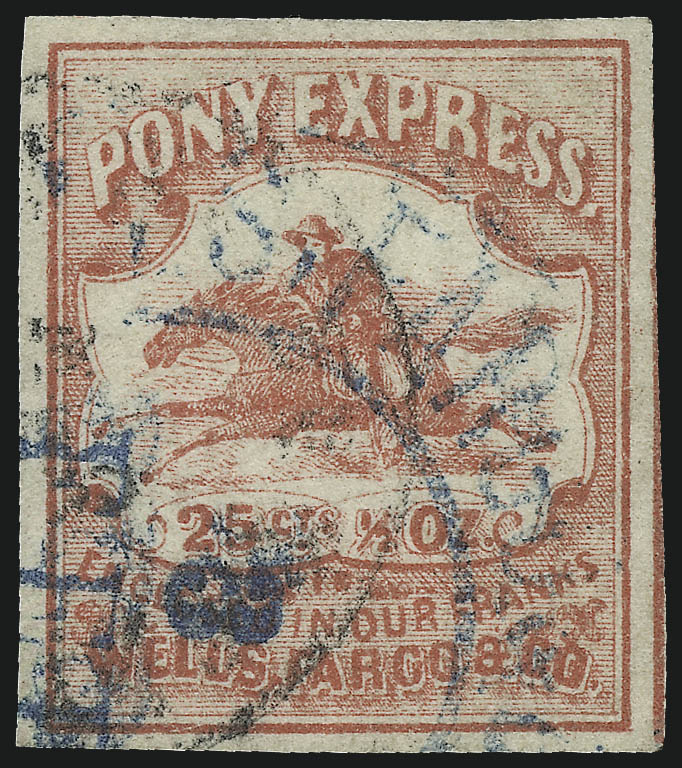 PONY EXPRESS.
25 CTS ½ OZ.
IN OUR FRANKS
WELLS, FARGO & CO.